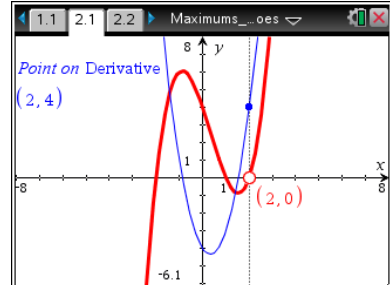 1.1 2.1 2.2 Maximums_...oes
8 y
Point on Derivative
(2,4)
1
x
-8 1 8
(2,0)
-6.1